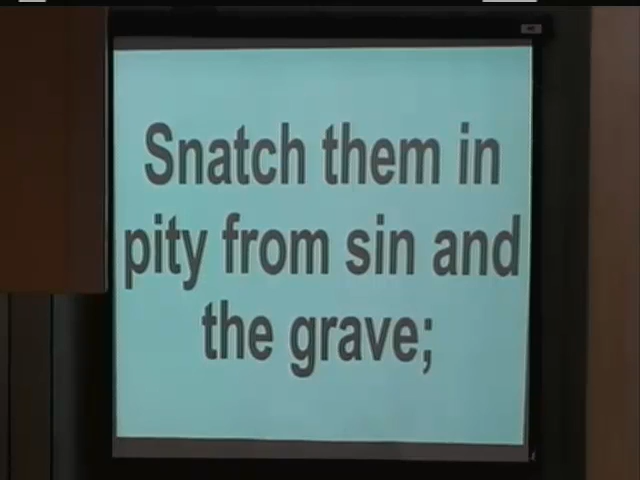 Snatch them in
pity from sin and
the grave;